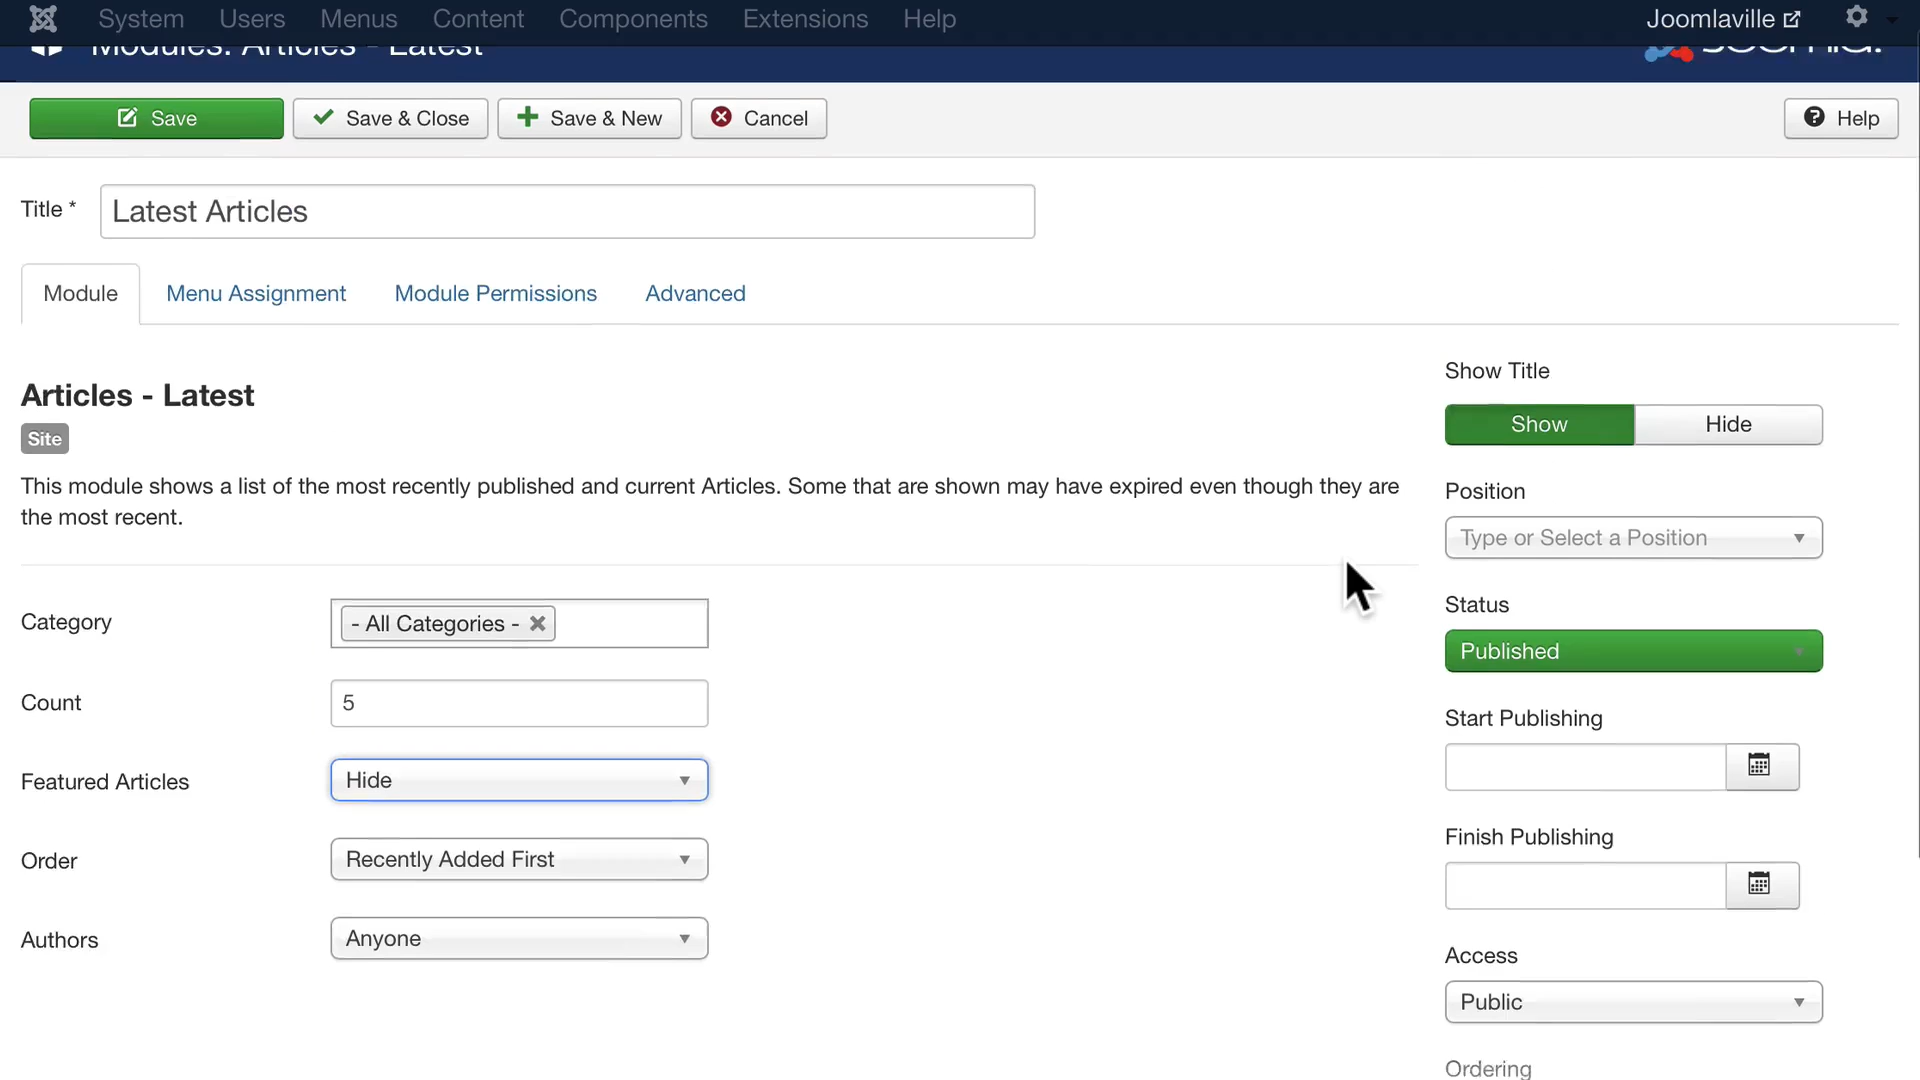 System Users Menus Content Components Extensions Help Joomlaville
Modules: Articles - Latest Joomla!
Save Save & Close Save & New Cancel Help
Title * Latest Articles
Module Menu Assignment Module Permissions Advanced
Articles - Latest
Site
This module shows a list of the most recently published and current Articles. Some that are shown may have expired even though they are
the most recent.
Category - All Categories -
Count 5
Featured Articles Hide
Order Recently Added First
Authors Anyone
Show Title
Show Hide
Position
Type or Select a Position
Status
Published
Start Publishing
Finish Publishing
Access
Public
Ordering